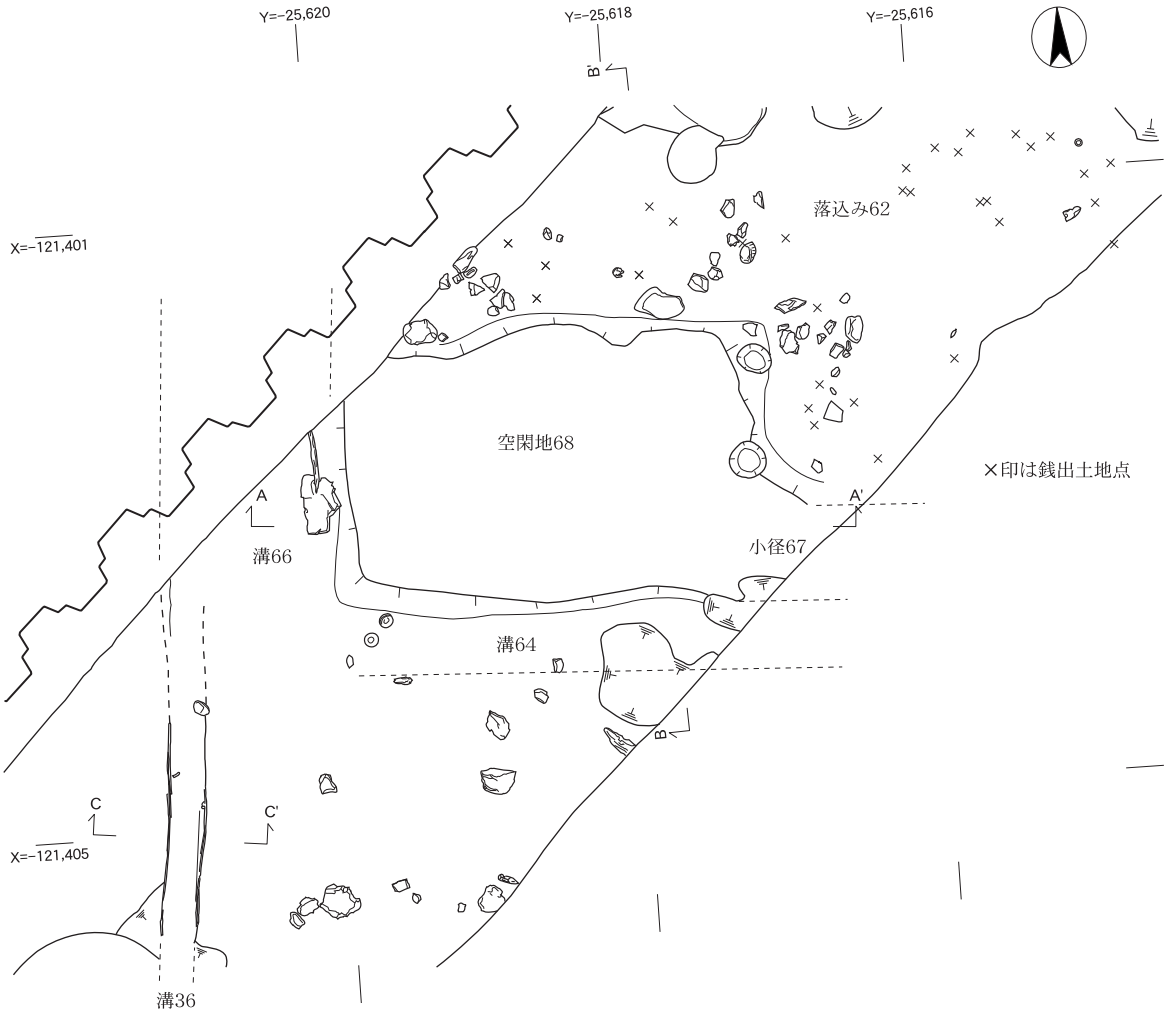 Y=−25,620
Y=−25,618
Y=−25,616
B'
落込み62
X=−121,401
空閑地68
×印は銭出土地点
A
A'
溝66
小径67
溝64
B
C
C'
X=−121,405
溝36